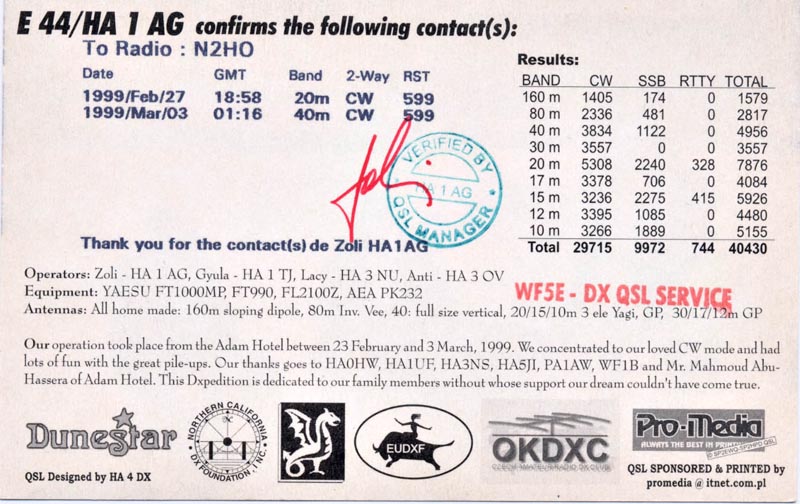 E 44/HA 1 AG confirms the following contact(s):
To Radio : N2HO
Date GMT Band 2-Way RST
1999/Feb/27 18:58 20m CW 599
1999/Mar/03 01:16 40m CW 599
VERIFIED BY
HA 1 AG
QSL MANAGER
Thank you for the contact(s) de Zoli HA1AG
Results:
BAND CW SSB RTTY TOTAL
160 m 1405 174 0 1579
80 m 2336 481 0 2817
40 m 3834 1122 0 4956
30 m 3557 0 0 3557
20 m 5308 2240 328 7876
17 m 3378 706 0 4084
15 m 3236 2275 415 5926
12 m 3395 1085 0 4480
10 m 3266 1889 0 5155
Total 29715 9972 744 40430
Operators: Zoli - HA 1 AG, Gyula - HA 1 TJ, Lacy - HA 3 NU, Anti - HA 3 OV
Equipment: YAESU FT1000MP, FT990, FL2100Z, AEA PK232
WF5E - DX QSL SERVICE
Antennas: All home made: 160m sloping dipole, 80m Inv. Vee, 40: full size vertical, 20/15/10m 3 ele Yagi, GP, 30/17/12m GP
Our operation took place from the Adam Hotel between 23 February and 3 March, 1999. We concentrated to our loved CW mode and had
lots of fun with the great pile-ups. Our thanks goes to HA0HW, HA1UF, HA3NS, HA5JI, PA1AW, WF1B and Mr. Mahmoud Abu-
Hassera of Adam Hotel. This Dxpedition is dedicated to our family members without whose support our dream couldn't have come true.
Dunestar
NORTHERN CALIFORNIA
DX FOUNDATION, INC.
EUDXF
OKDXC
CZECH AMATEUR RADIO DX CLUB
Pro-iMedia
ALWAYS THE BEST IN PRINT
QSL Designed by HA 4 DX
QSL SPONSORED & PRINTED by
promedia @ itnet.com.pl